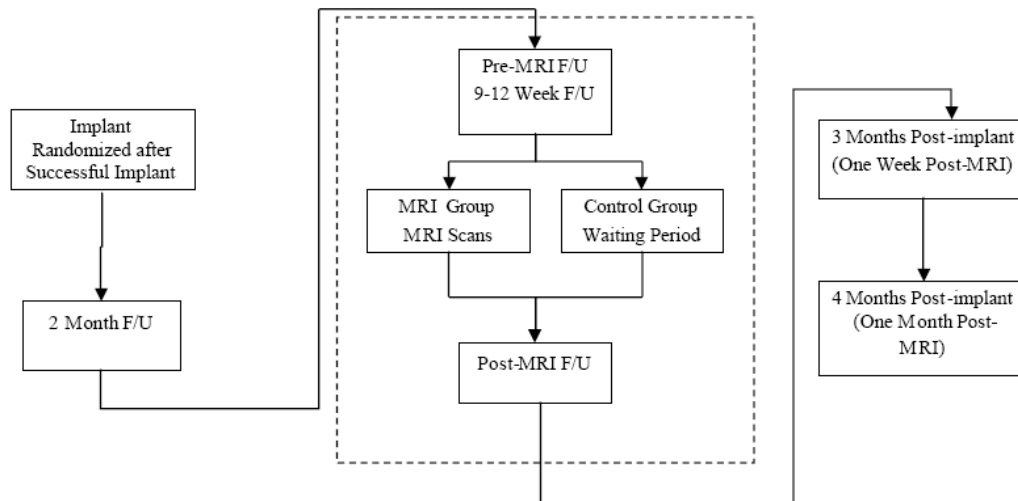 Implant
Randomized after
Successful Implant
2 Month F/U
Pre-MRI F/U
9-12 Week F/U
MRI Group
MRI Scans
Control Group
Waiting Period
Post-MRI F/U
3 Months Post-implant
(One Week Post-MRI)
4 Months Post-implant
(One Month Post-
MRI)